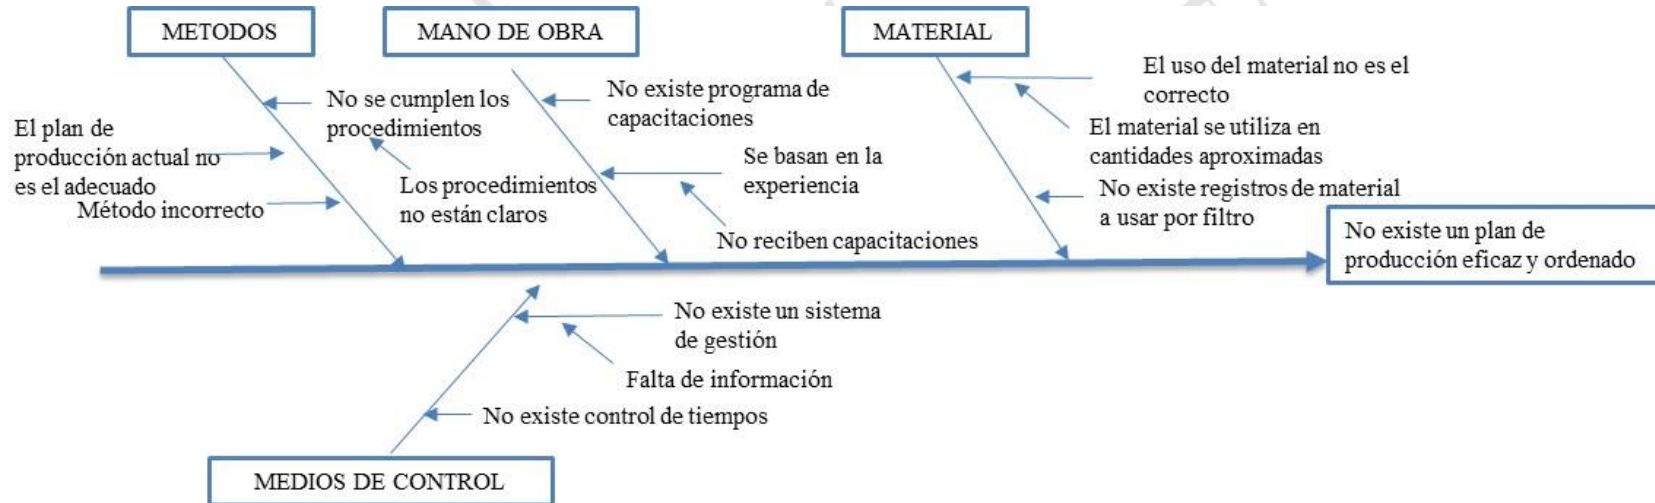 METODOS
MANO DE OBRA
MATERIAL
No se cumplen los
procedimientos
El plan de
producción actual no
es el adecuado
Método incorrecto
Los procedimientos
no están claros
No existe programa de
capacitaciones
Se basan en la
experiencia
No reciben capacitaciones
El uso del material no es el
correcto
El material se utiliza en
cantidades aproximadas
No existe registros de material
a usar por filtro
No existe un plan de
producción eficaz y ordenado
No existe un sistema
de gestión
Falta de información
No existe control de tiempos
MEDIOS DE CONTROL